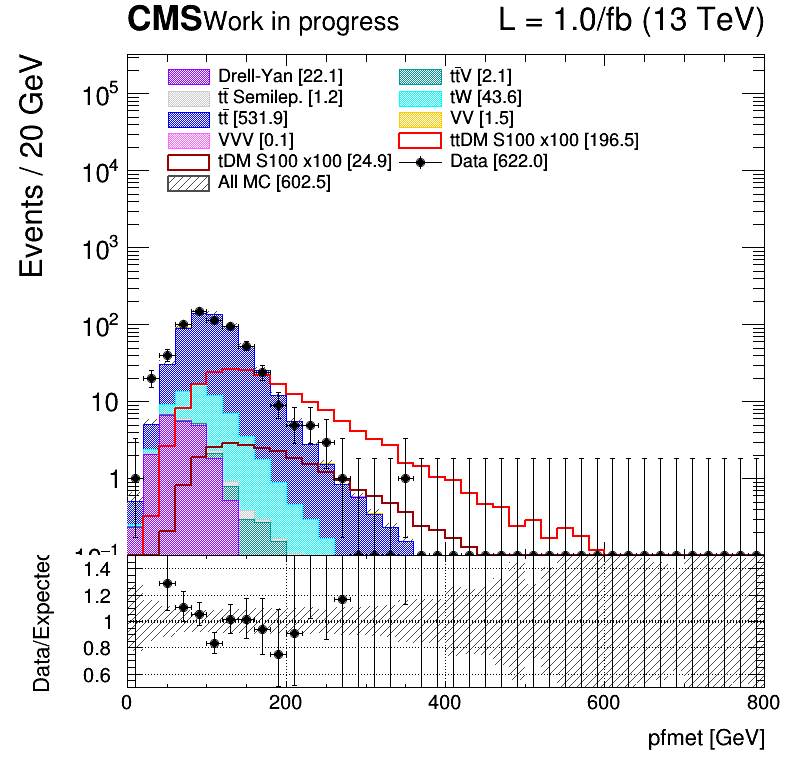 CMS Work in progress L = 1.0/fb (13 TeV)
Events / 20 GeV
Drell-Yan [22.1] tt̄V [2.1]
tt̄ Semilep. [1.2] tW [43.6]
tt̄ [531.9] VV [1.5]
VVV [0.1] ttDM S100 x100 [196.5]
tDM S100 x100 [24.9] Data [622.0]
All MC [602.5]
10⁵
10⁴
10³
10²
10
1
10⁻¹
Data/Expected
1.4
1.2
1
0.8
0.6
0 200 400 600 800
pfmet [GeV]